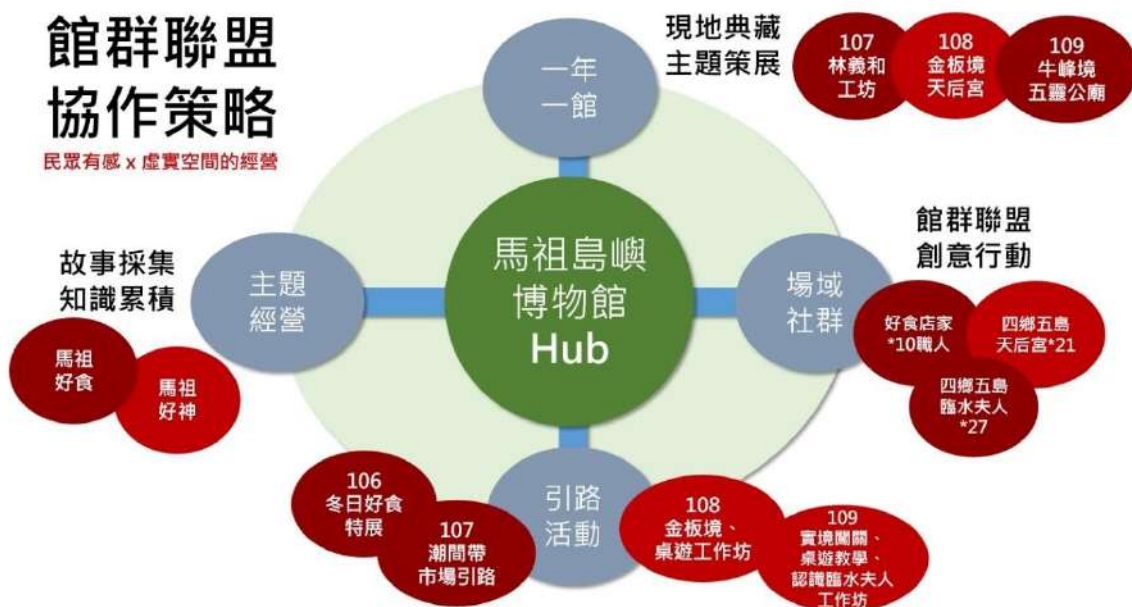 館群聯盟
協作策略
民眾有感 x 虛實空間的經營
一年
一館
現地典藏
主題策展
107
林義和
工坊
108
金板境
天后宮
109
牛峰境
五靈公廟
馬祖島嶼
博物館
Hub
故事採集
知識累積
主題
經營
馬祖
好食
馬祖
好神
場域
社群
館群聯盟
創意行動
好食店家
*10職人
四鄉五島
天后宮*21
四鄉五島
臨水夫人
*27
引路
活動
106
冬日好食
特展
107
潮間帶
市場引路
108
金板境、
桌遊工作坊
109
實境闖關、
桌遊教學、
認識臨水夫人
工作坊